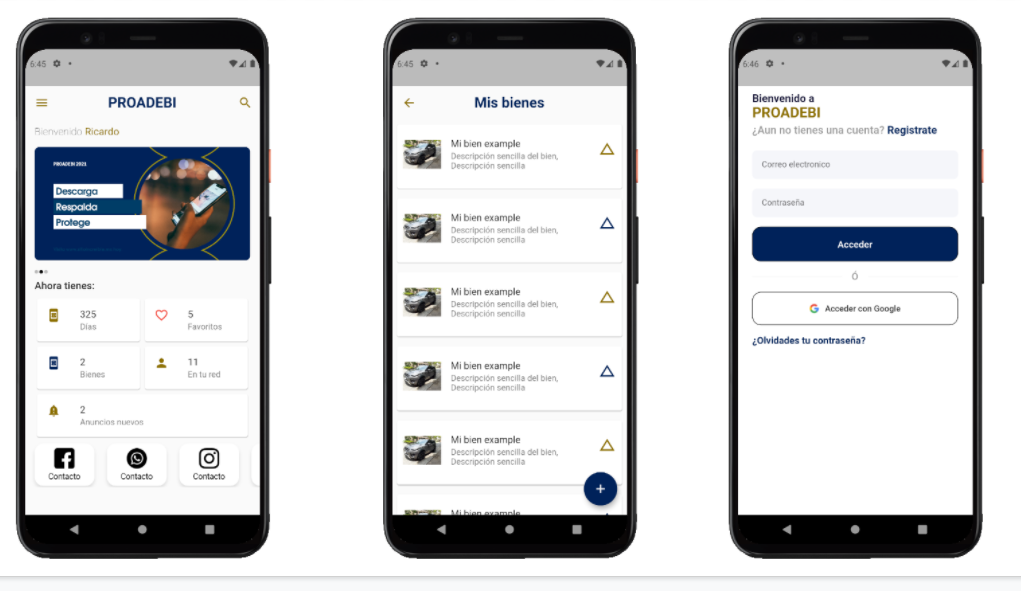 6:45
PROADEBI
Bienvenido Ricardo
PROADEBI 2021
Descarga
Respalda
Protege
Ahora tienes:
325
Días
5
Favoritos
2
Bienes
11
En tu red
2
Anuncios nuevos
Contacto
Contacto
Contacto
6:45
Mis bienes
Mi bien example
Descripción sencilla del bien,
Descripción sencilla
Mi bien example
Descripción sencilla del bien,
Descripción sencilla
Mi bien example
Descripción sencilla del bien,
Descripción sencilla
Mi bien example
Descripción sencilla del bien,
Descripción sencilla
Mi bien example
Descripción sencilla del bien,
Descripción sencilla
Mi bien example
6:46
Bienvenido a
PROADEBI
¿Aun no tienes una cuenta? Registrate
Correo electronico
Contraseña
Acceder
Ó
Acceder con Google
¿Olvidades tu contraseña?